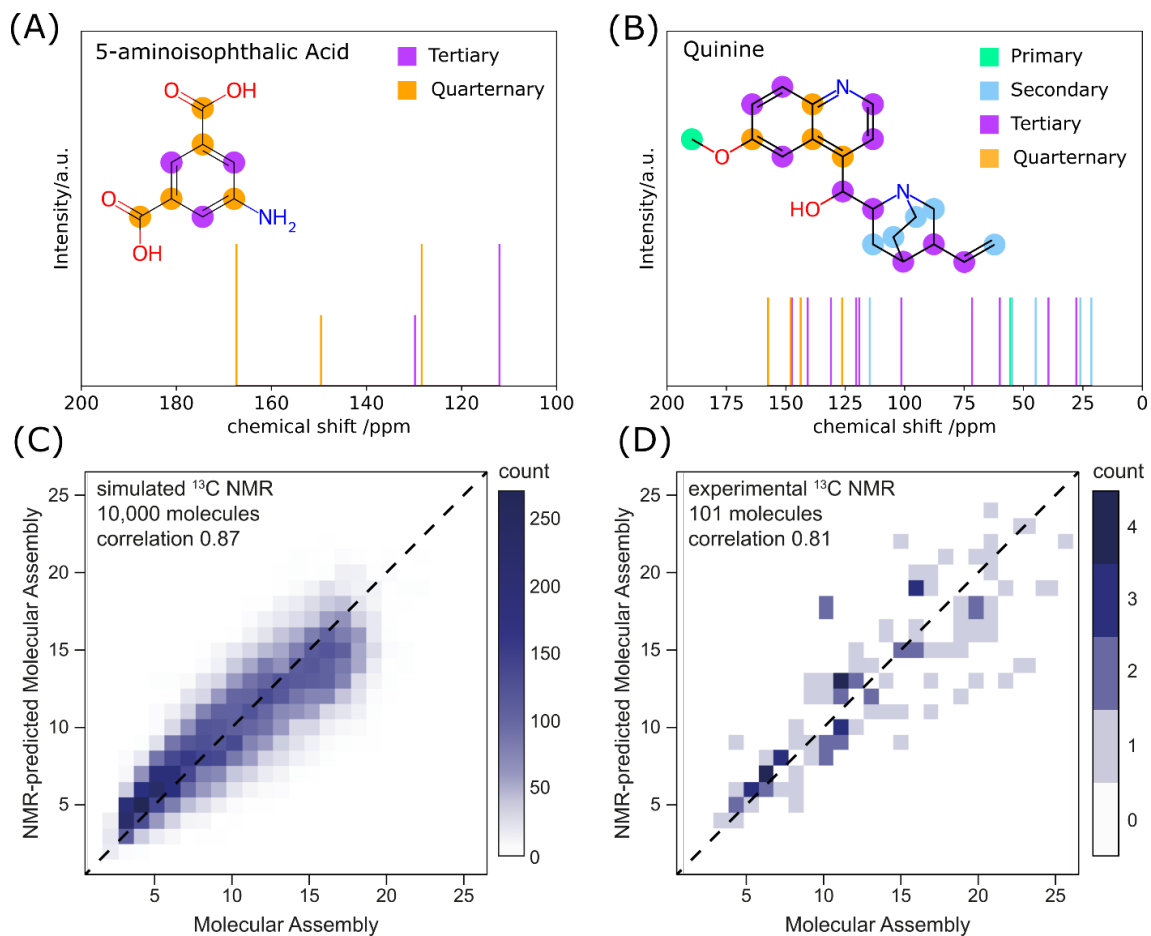 (A)
5-aminoisophthalic Acid
Tertiary
Quarternary
O
OH
O
OH
NH2
Intensity/a.u.
200 180 160 140 120 100
chemical shift /ppm
(B)
Quinine
Primary
Secondary
Tertiary
Quarternary
N
O
HO
N
Intensity/a.u.
200 175 150 125 100 75 50 25 0
chemical shift /ppm
(C)
simulated ¹³C NMR
10,000 molecules
correlation 0.87
count
250
200
150
100
50
0
NMR-predicted Molecular Assembly
25
20
15
10
5
5 10 15 20 25
Molecular Assembly
(D)
experimental ¹³C NMR
101 molecules
correlation 0.81
count
4
3
2
1
0
NMR-predicted Molecular Assembly
25
20
15
10
5
5 10 15 20 25
Molecular Assembly